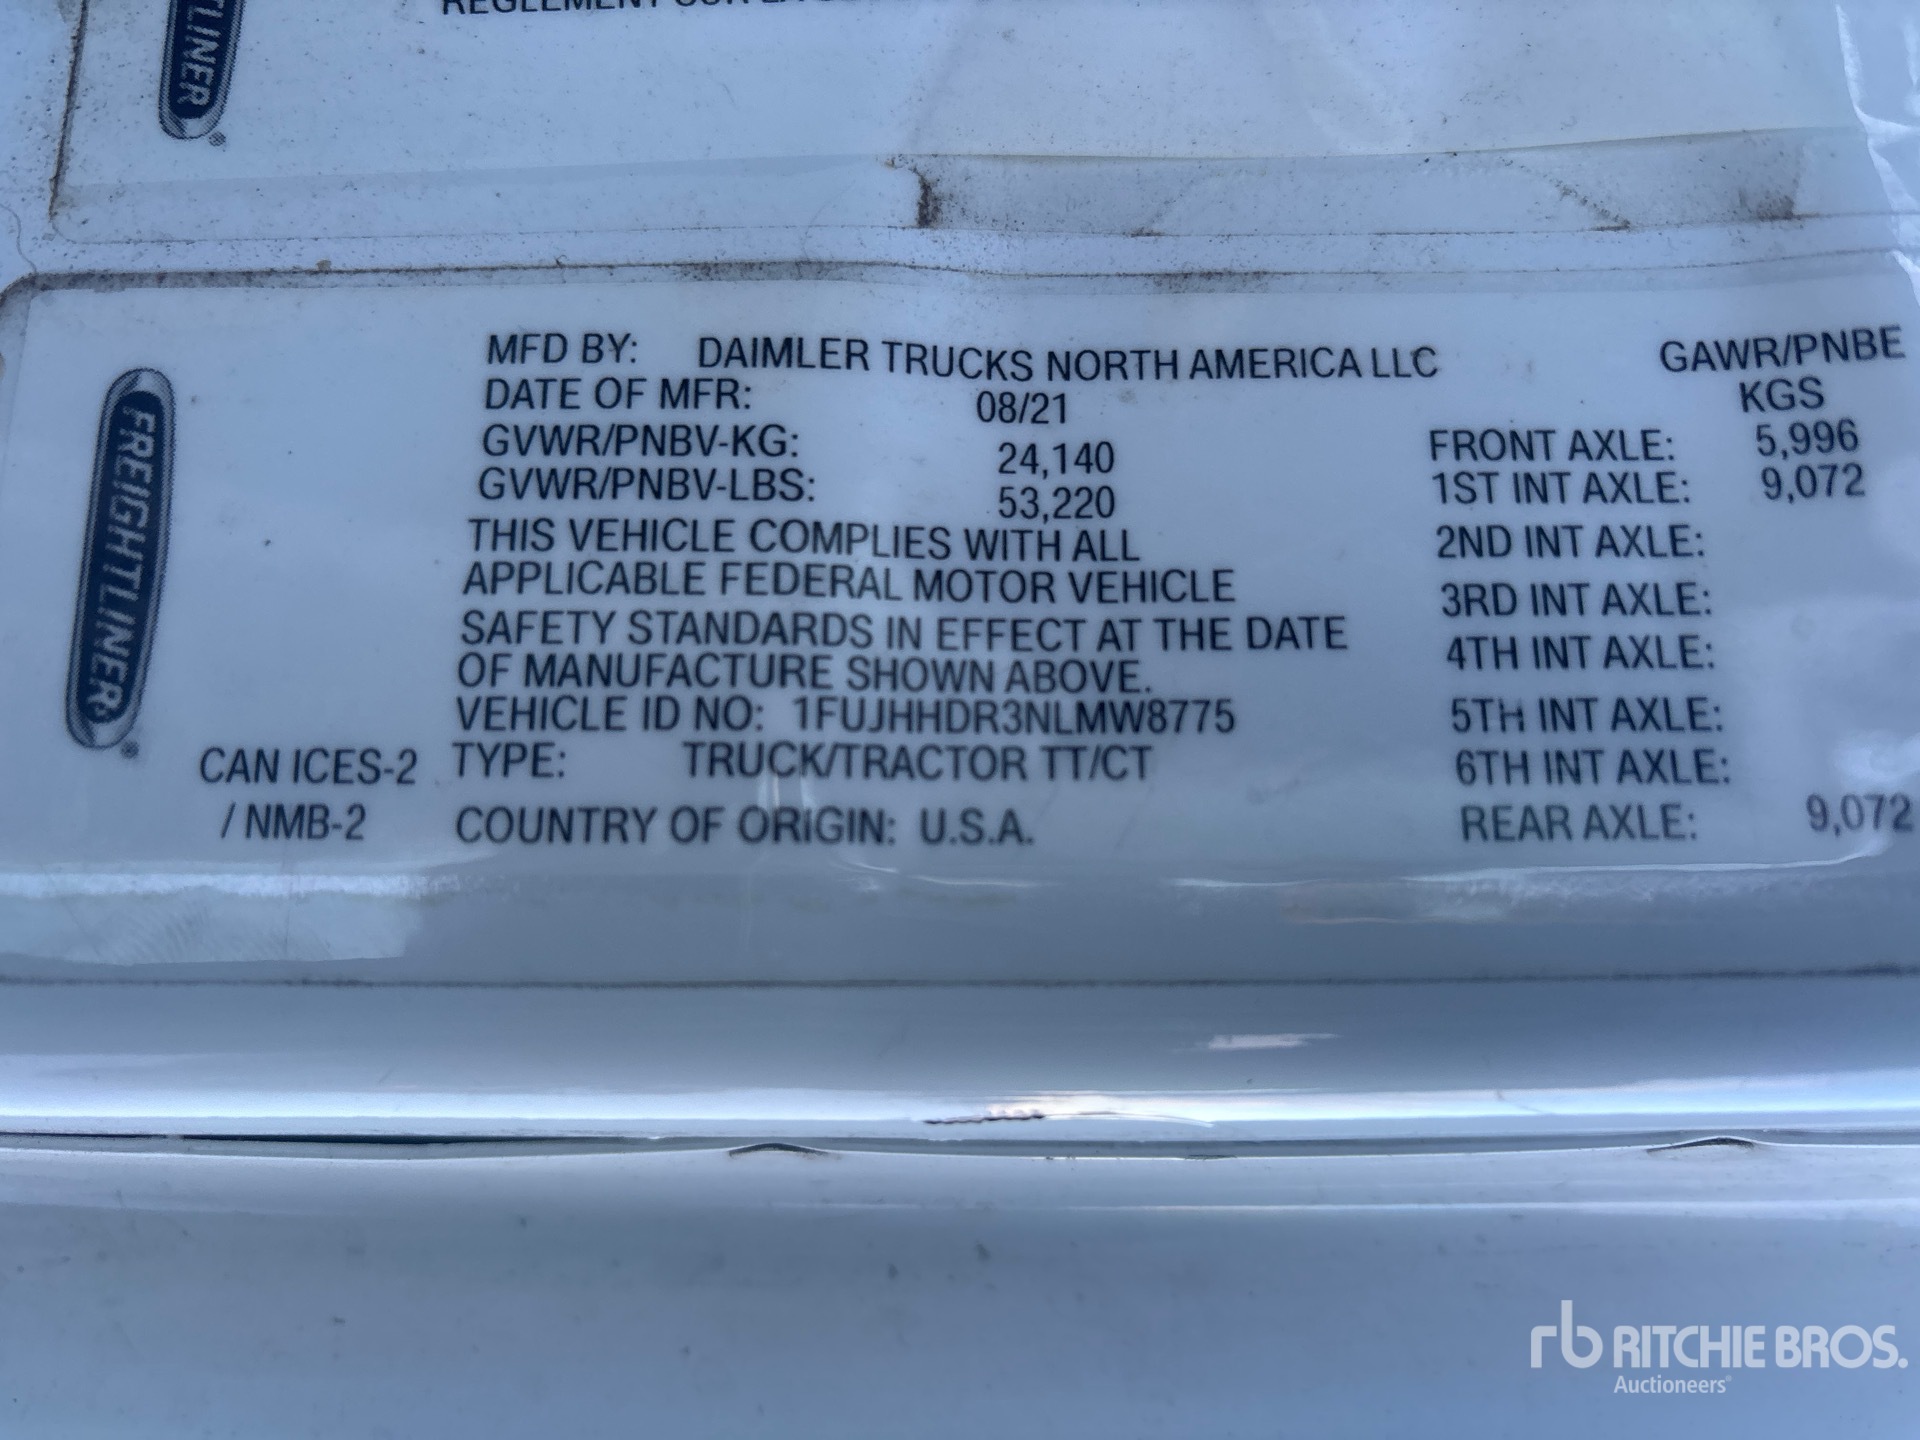 FREIGHTLINER
MFD BY: DAIMLER TRUCKS NORTH AMERICA LLC
DATE OF MFR: 08/21
GVWR/PNBV-KG: 24,140
GVWR/PNBV-LBS: 53,220
THIS VEHICLE COMPLIES WITH ALL
APPLICABLE FEDERAL MOTOR VEHICLE
SAFETY STANDARDS IN EFFECT AT THE DATE
OF MANUFACTURE SHOWN ABOVE.
VEHICLE ID NO: 1FUJHHDR3NLMW8775
TYPE: TRUCK/TRACTOR TT/CT
COUNTRY OF ORIGIN: U.S.A.
CAN ICES-2
/ NMB-2
GAWR/PNBE
KGS
FRONT AXLE: 5,996
1ST INT AXLE: 9,072
2ND INT AXLE:
3RD INT AXLE:
4TH INT AXLE:
5TH INT AXLE:
6TH INT AXLE:
REAR AXLE: 9,072
rb RITCHIE BROS.
Auctioneers